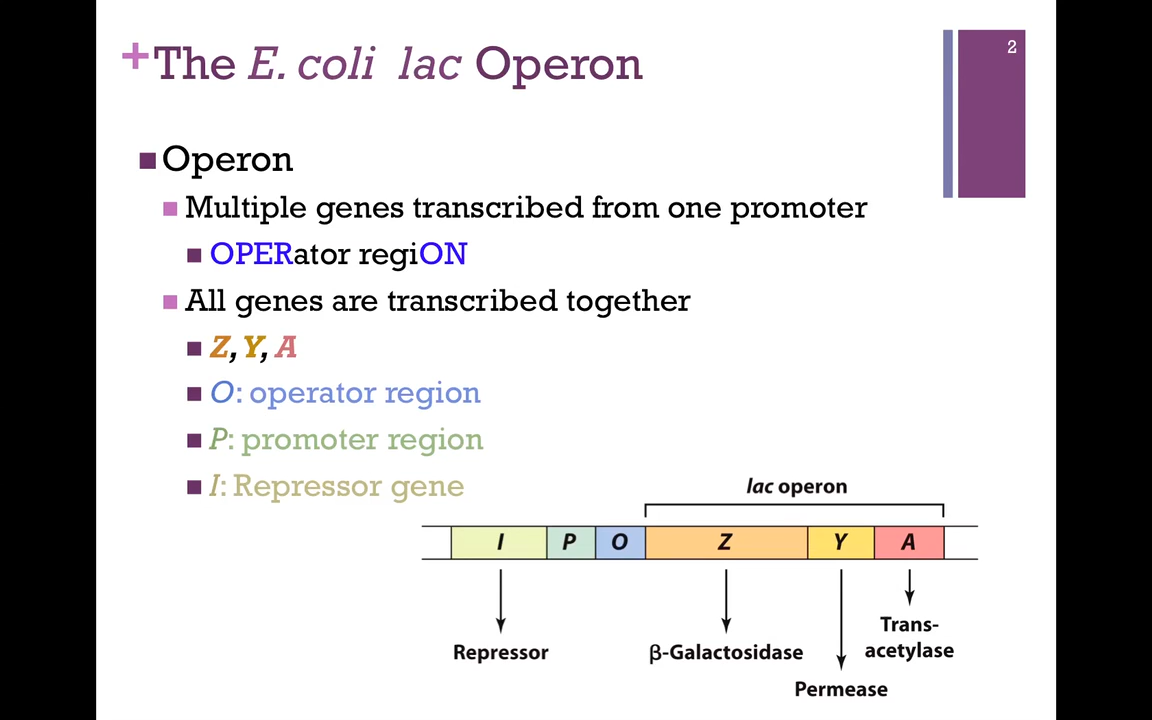 2
+The E. coli lac Operon
Operon
Multiple genes transcribed from one promoter
OPERator regiON
All genes are transcribed together
Z, Y, A
O: operator region
P: promoter region
I: Repressor gene
lac operon
I P O Z Y A
Repressor
β-Galactosidase
Permease
Trans-
acetylase